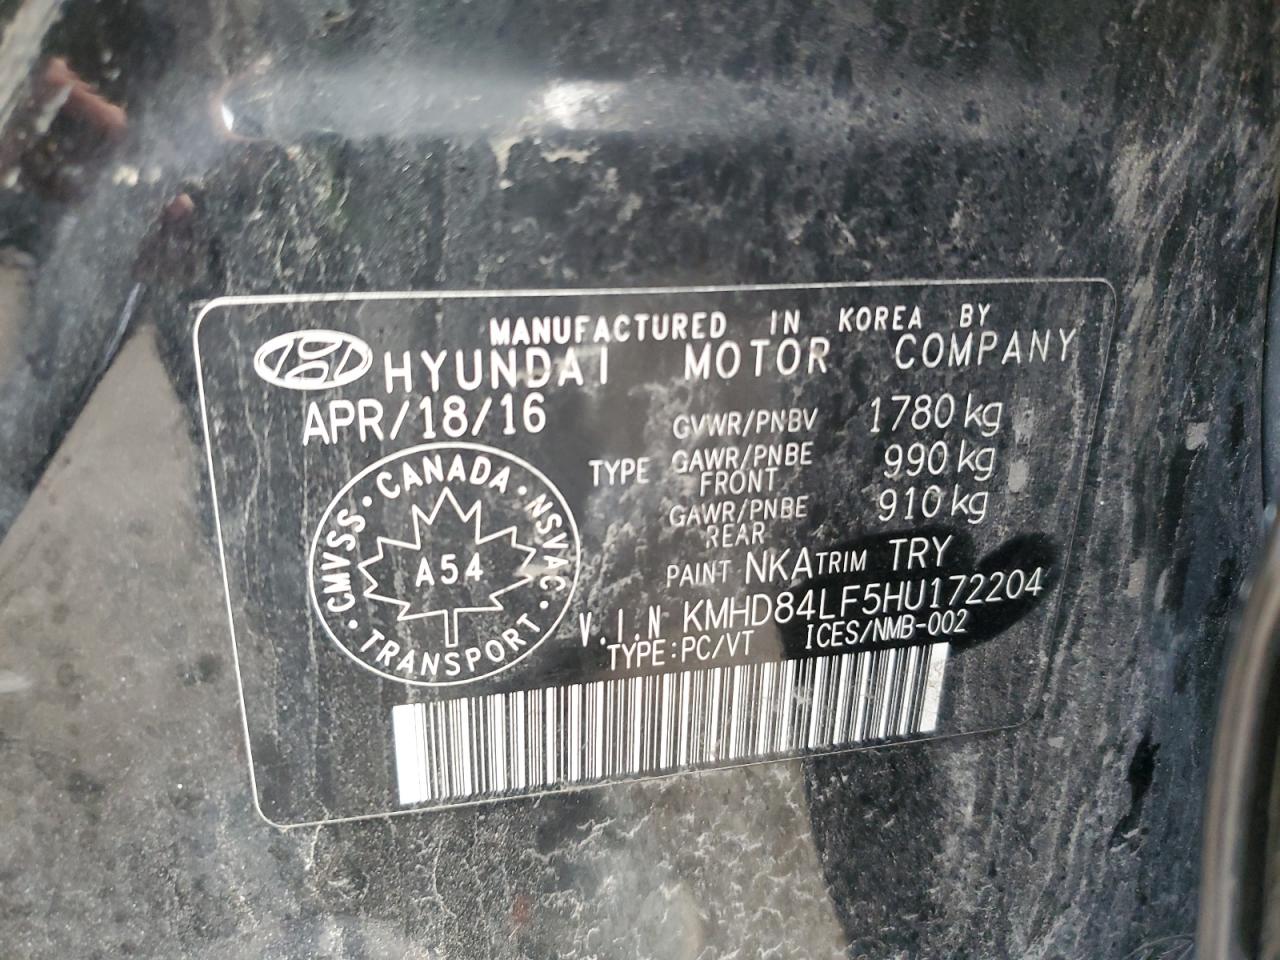 MANUFACTURED IN KOREA BY
HYUNDAI MOTOR COMPANY
APR/18/16
GVWR/PNBV 1780 kg
TYPE GAWR/PNBE FRONT 990 kg
GAWR/PNBE REAR 910 kg
CANADA · NSVAC · TRANSPORT · CMVSS ·
A54
PAINT NKA TRIM TRY
V.I.N KMHD84LF5HU172204
TYPE:PC/VT ICES/NMB-002